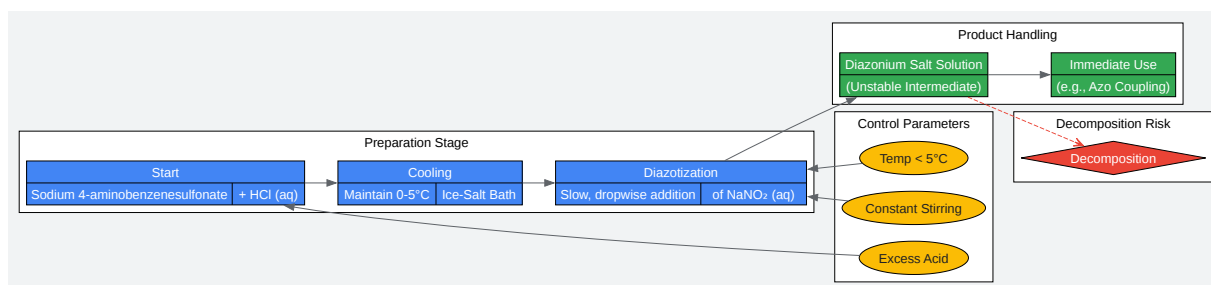 Product Handling
Diazonium Salt Solution
(Unstable Intermediate)
Immediate Use
(e.g., Azo Coupling)
Preparation Stage
Start
Sodium 4-aminobenzenesulfonate
+ HCl (aq)
Cooling
Maintain 0-5°C
Ice-Salt Bath
Diazotization
Slow, dropwise addition
of NaNO₂ (aq)
Control Parameters
Temp < 5°C
Constant Stirring
Excess Acid
Decomposition Risk
Decomposition